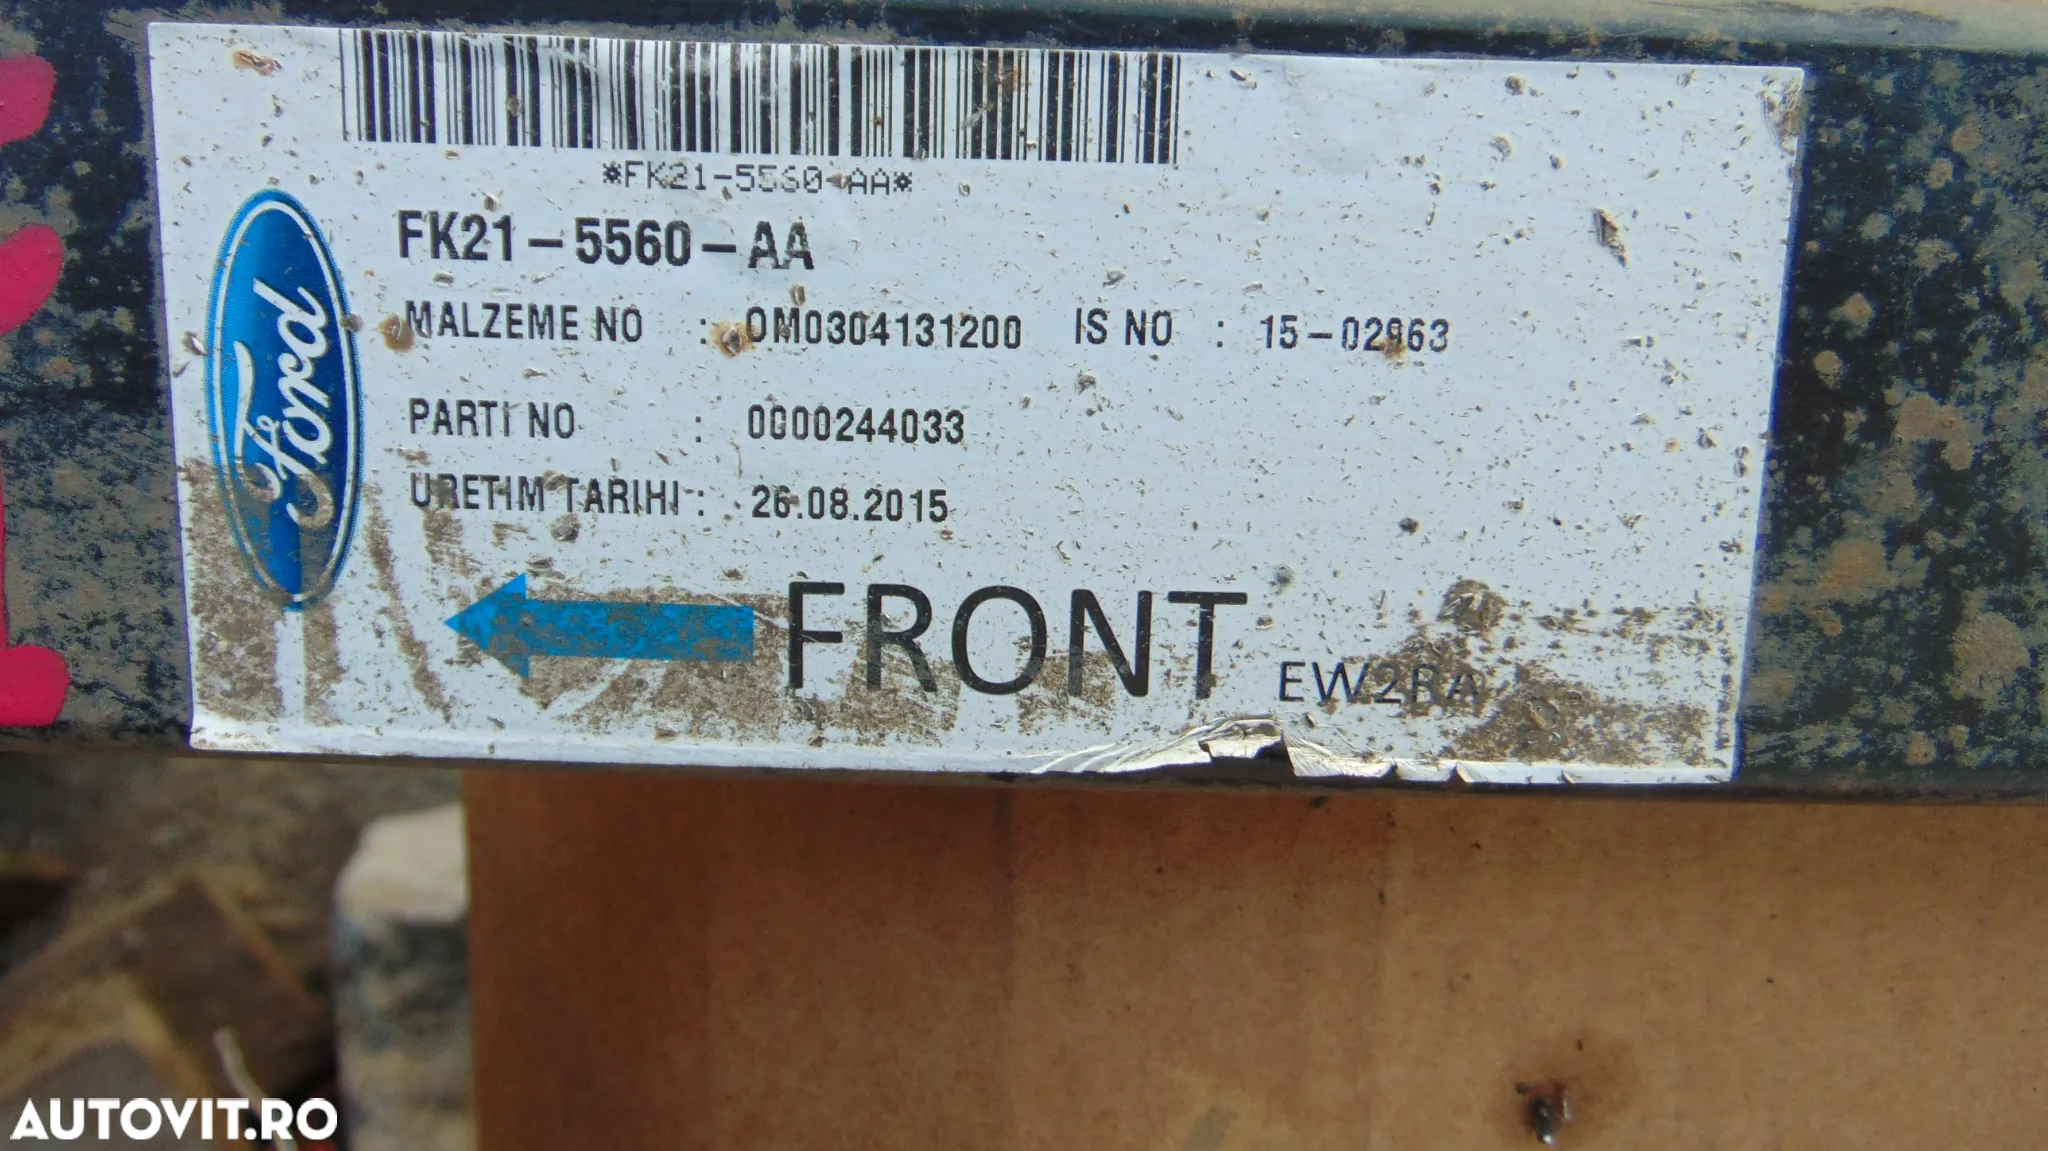 *FK21-5560-AA*
FK21-5560-AA
MALZEME NO : OM0304131200 IS NO : 15-02963
PARTI NO : 0000244033
URETIM TARIHI : 26.08.2015
Ford
FRONT EW2RA
AUTOVIT.RO